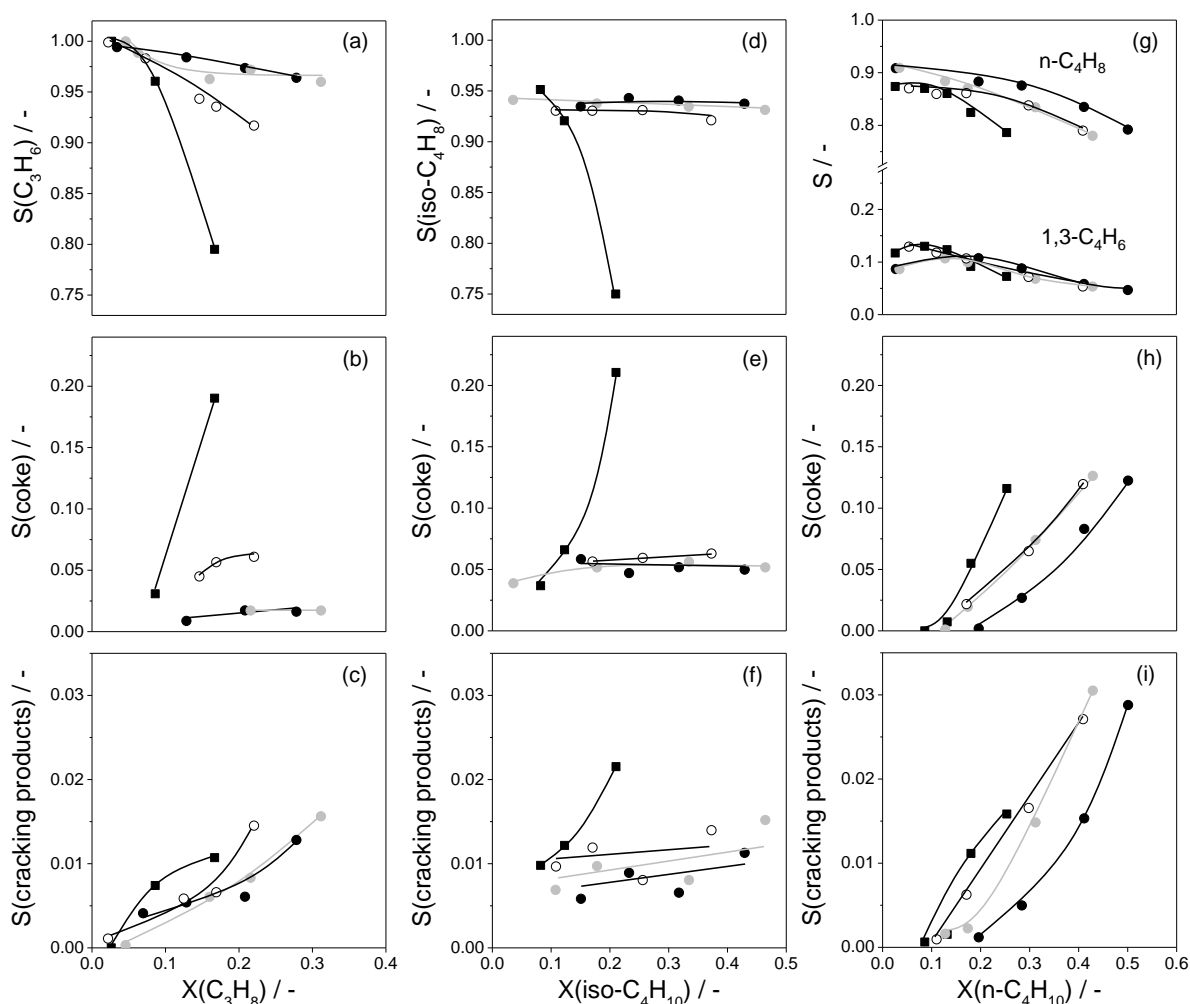 (a)
1.00
0.95
0.90
0.85
0.80
0.75
S(C₃H₆) / -
(d)
1.00
0.95
0.90
0.85
0.80
0.75
S(iso-C₄H₈) / -
(g)
n-C₄H₈
1,3-C₄H₆
1.0
0.9
0.8
0.2
0.1
0.0
S / -
(b)
0.20
0.15
0.10
0.05
0.00
S(coke) / -
(e)
0.20
0.15
0.10
0.05
0.00
S(coke) / -
(h)
0.20
0.15
0.10
0.05
0.00
S(coke) / -
(c)
0.03
0.02
0.01
0.00
S(cracking products) / -
0.0 0.1 0.2 0.3 0.4
X(C₃H₈) / -
(f)
0.03
0.02
0.01
0.00
S(cracking products) / -
0.0 0.1 0.2 0.3 0.4 0.5
X(iso-C₄H₁₀) / -
(i)
0.03
0.02
0.01
0.00
S(cracking products) / -
0.0 0.1 0.2 0.3 0.4 0.5 0.6
X(n-C₄H₁₀) / -